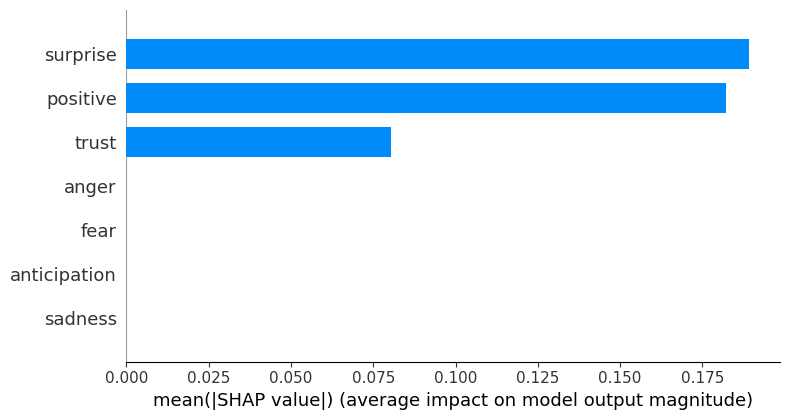 surprise
positive
trust
anger
fear
anticipation
sadness
0.000 0.025 0.050 0.075 0.100 0.125 0.150 0.175
mean(|SHAP value|) (average impact on model output magnitude)